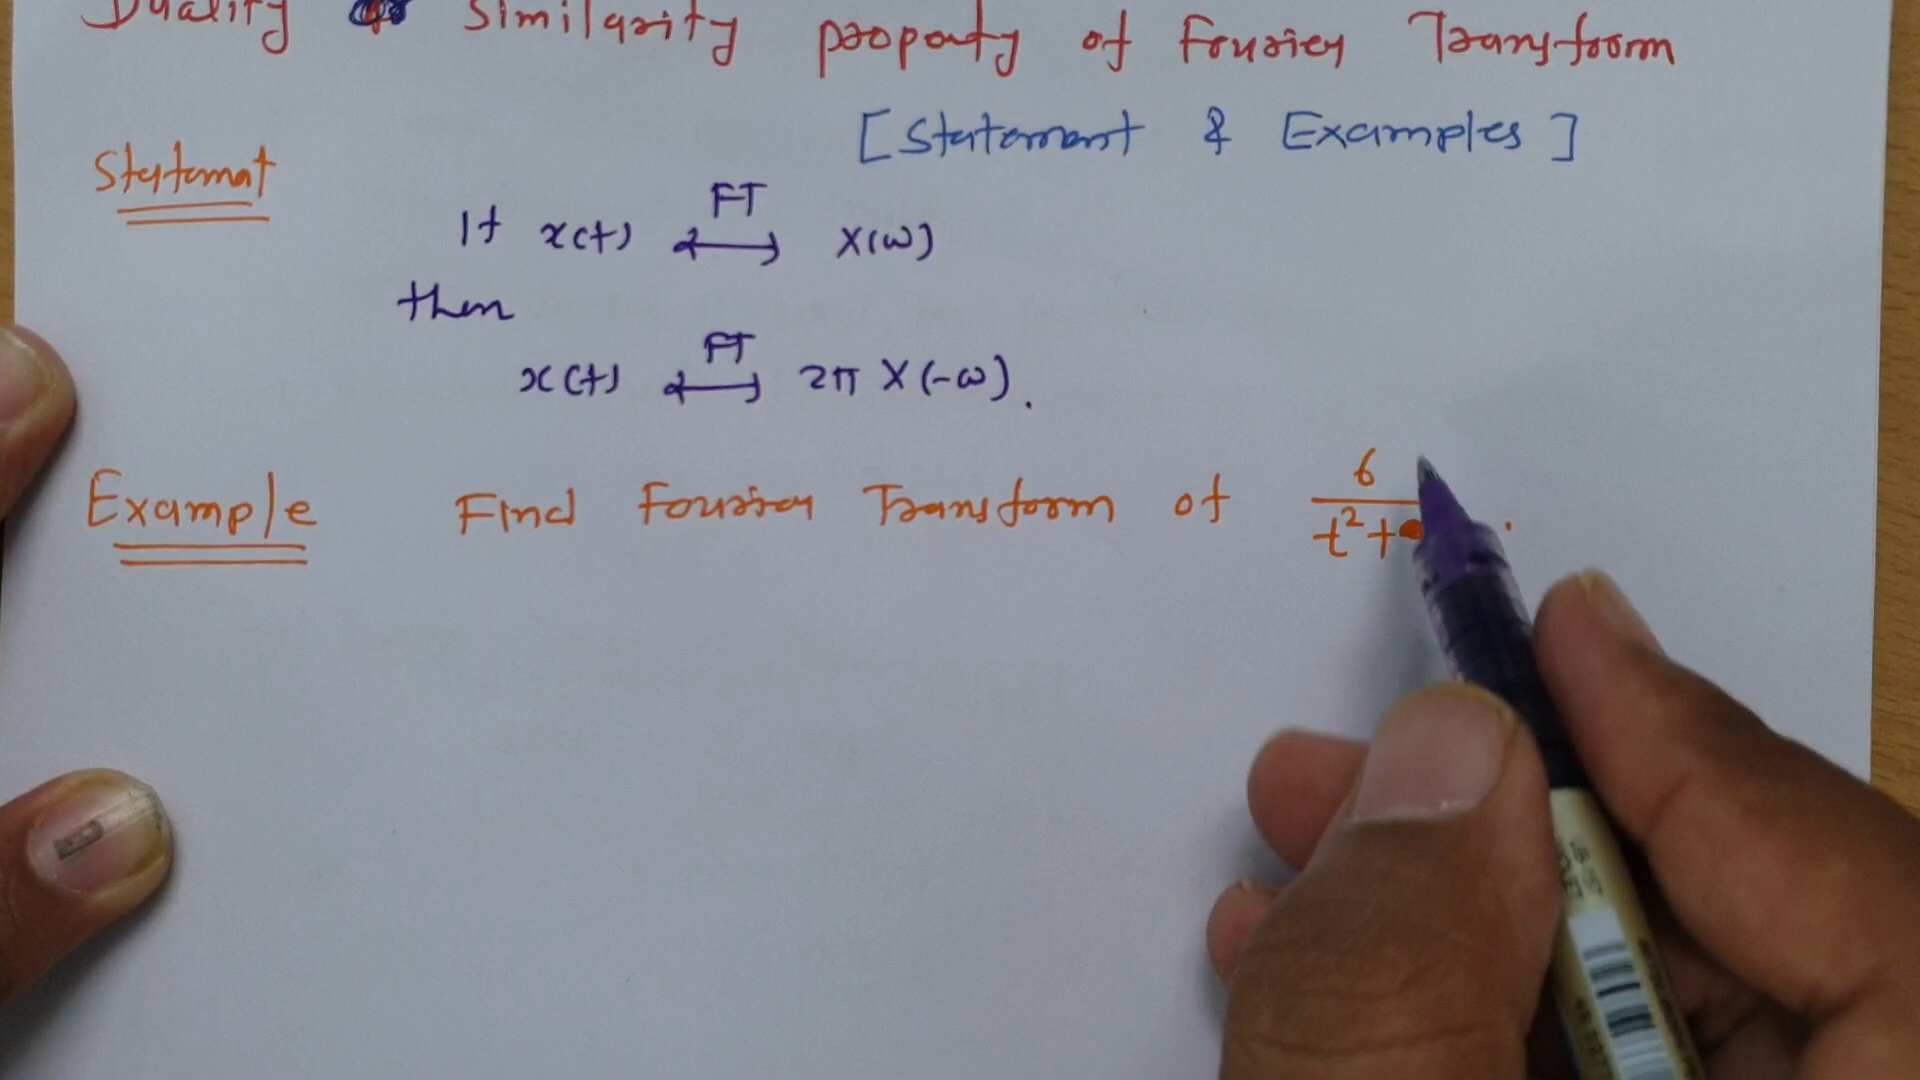 Duality Similarity property of Fourier Transform
[Statement & Examples]
Statement
If x(t) FT ↔ X(ω)
then
x(t) FT ↔ 2π X(-ω).
Example Find Fourier Transform of 6 / t² + .